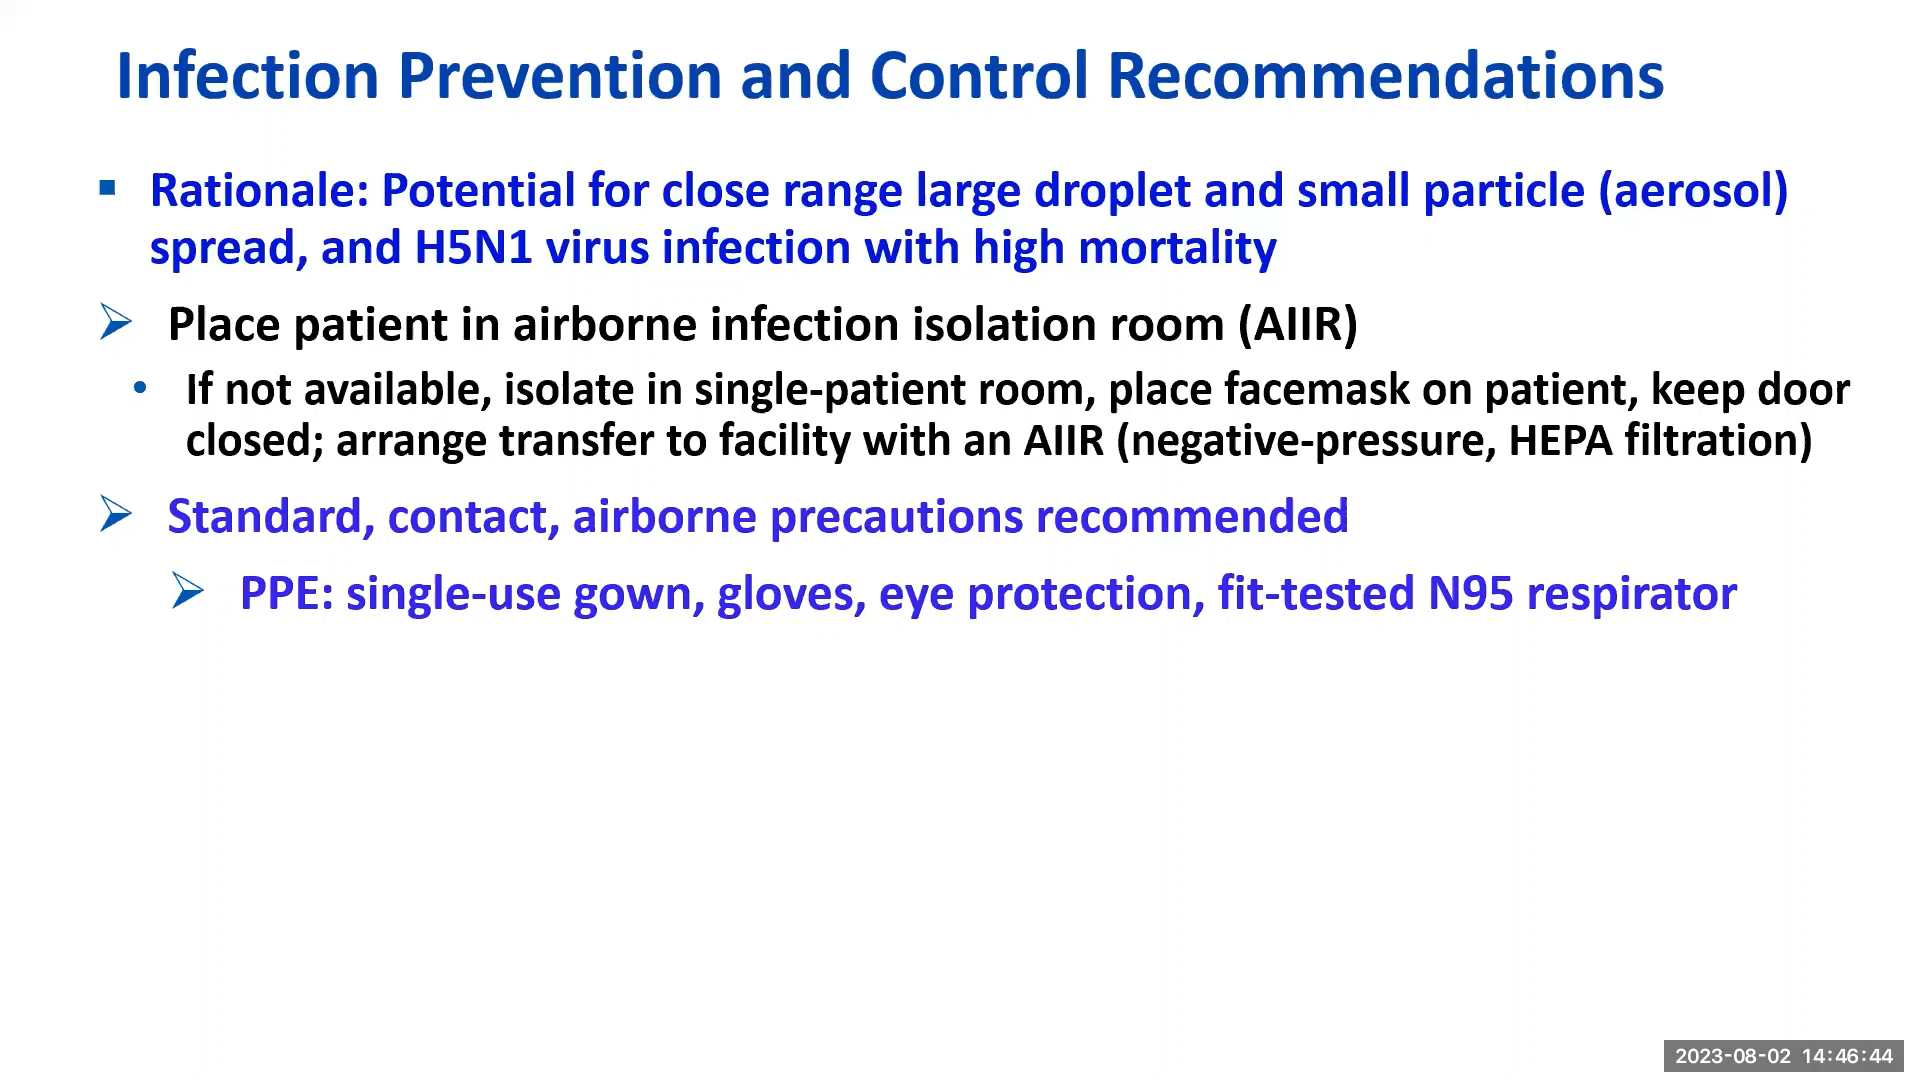 Infection Prevention and Control Recommendations
Rationale: Potential for close range large droplet and small particle (aerosol)
spread, and H5N1 virus infection with high mortality
Place patient in airborne infection isolation room (AIIR)
If not available, isolate in single-patient room, place facemask on patient, keep door
closed; arrange transfer to facility with an AIIR (negative-pressure, HEPA filtration)
Standard, contact, airborne precautions recommended
PPE: single-use gown, gloves, eye protection, fit-tested N95 respirator
2023-08-02 14:46:44